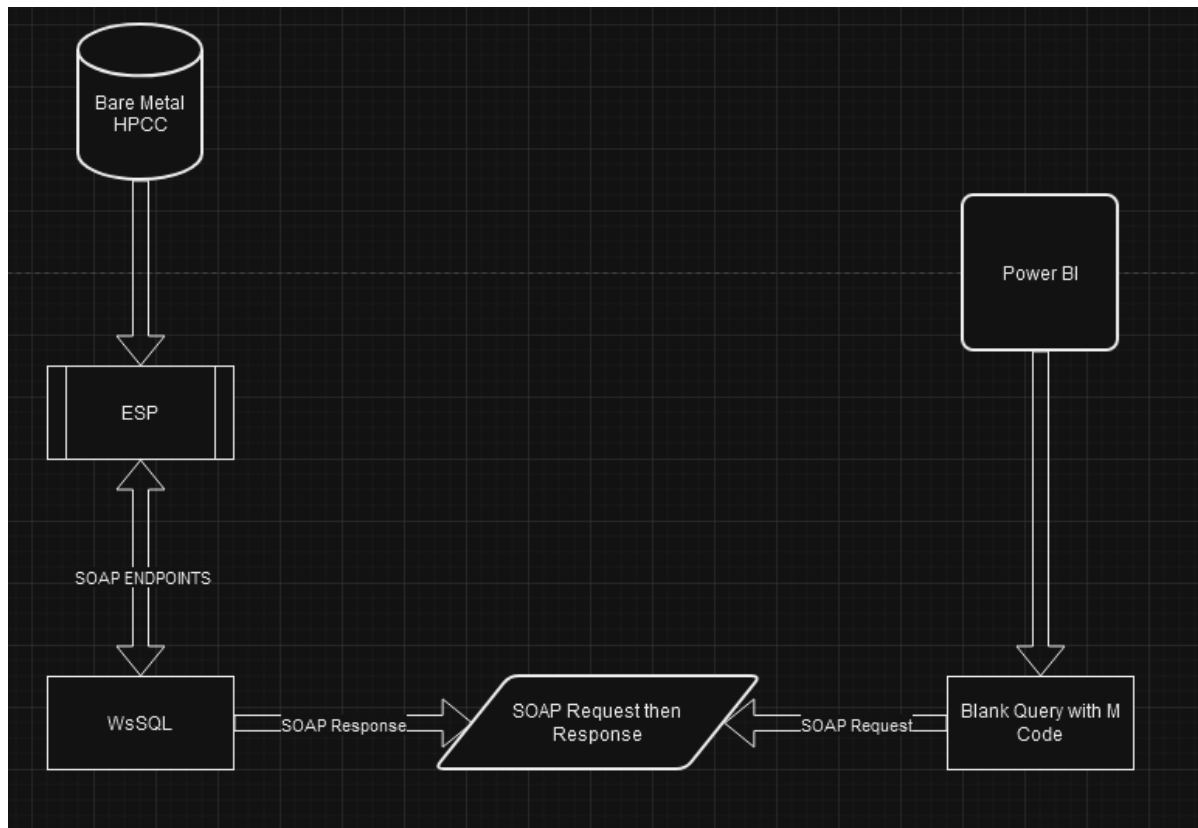 Bare Metal
HPCC
Power BI
ESP
SOAP ENDPOINTS
WsSQL
SOAP Response
SOAP Request then
Response
SOAP Request
Blank Query with M
Code